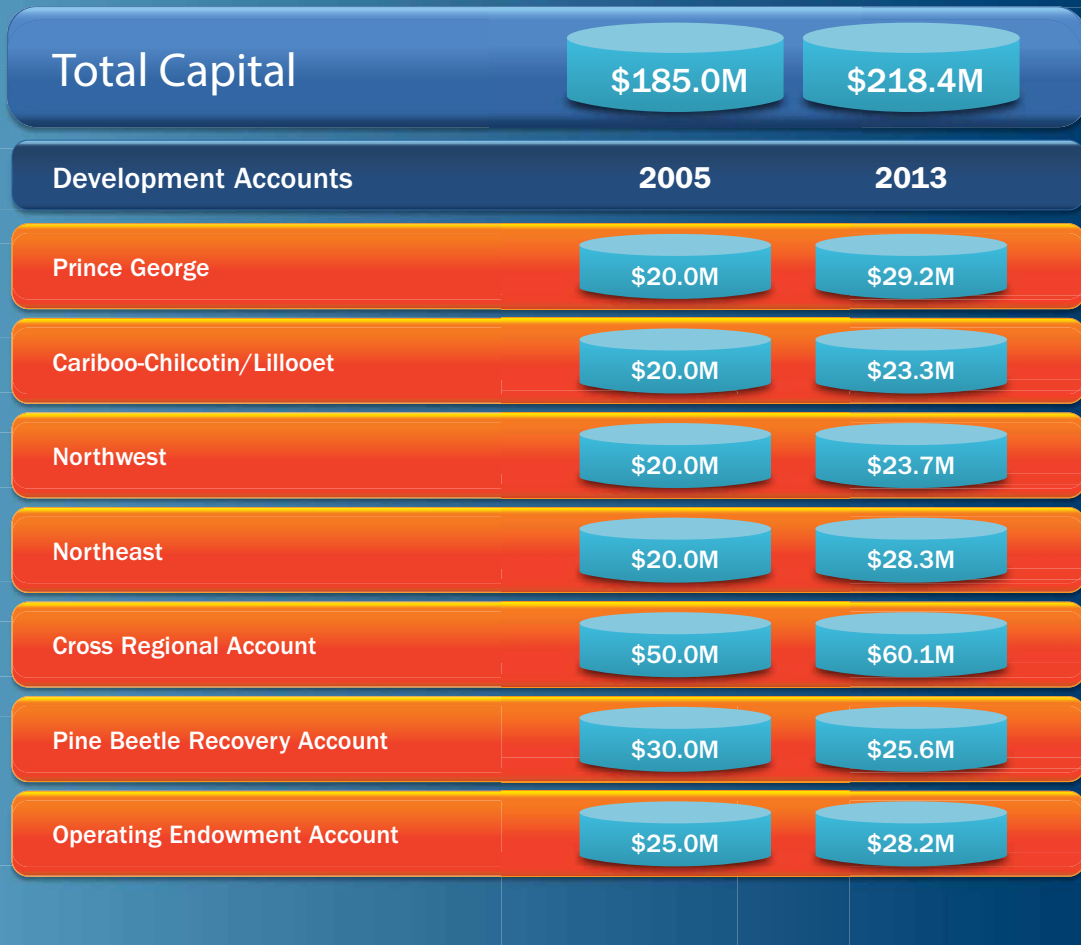 Total Capital $185.0M $218.4M
Development Accounts 2005 2013
Prince George $20.0M $29.2M
Cariboo-Chilcotin/Lillooet $20.0M $23.3M
Northwest $20.0M $23.7M
Northeast $20.0M $28.3M
Cross Regional Account $50.0M $60.1M
Pine Beetle Recovery Account $30.0M $25.6M
Operating Endowment Account $25.0M $28.2M